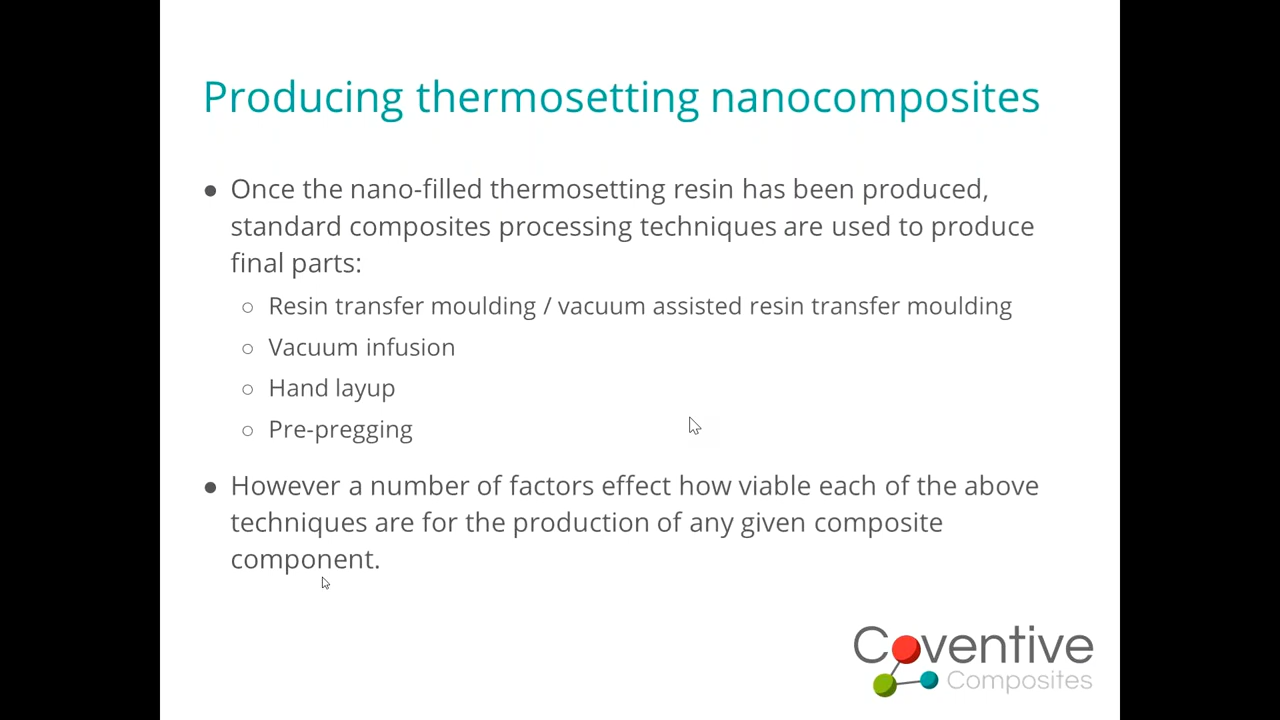 Producing thermosetting nanocomposites
● Once the nano-filled thermosetting resin has been produced,
standard composites processing techniques are used to produce
final parts:
○ Resin transfer moulding / vacuum assisted resin transfer moulding
○ Vacuum infusion
○ Hand layup
○ Pre-pregging
● However a number of factors effect how viable each of the above
techniques are for the production of any given composite
component.
Coventive
Composites